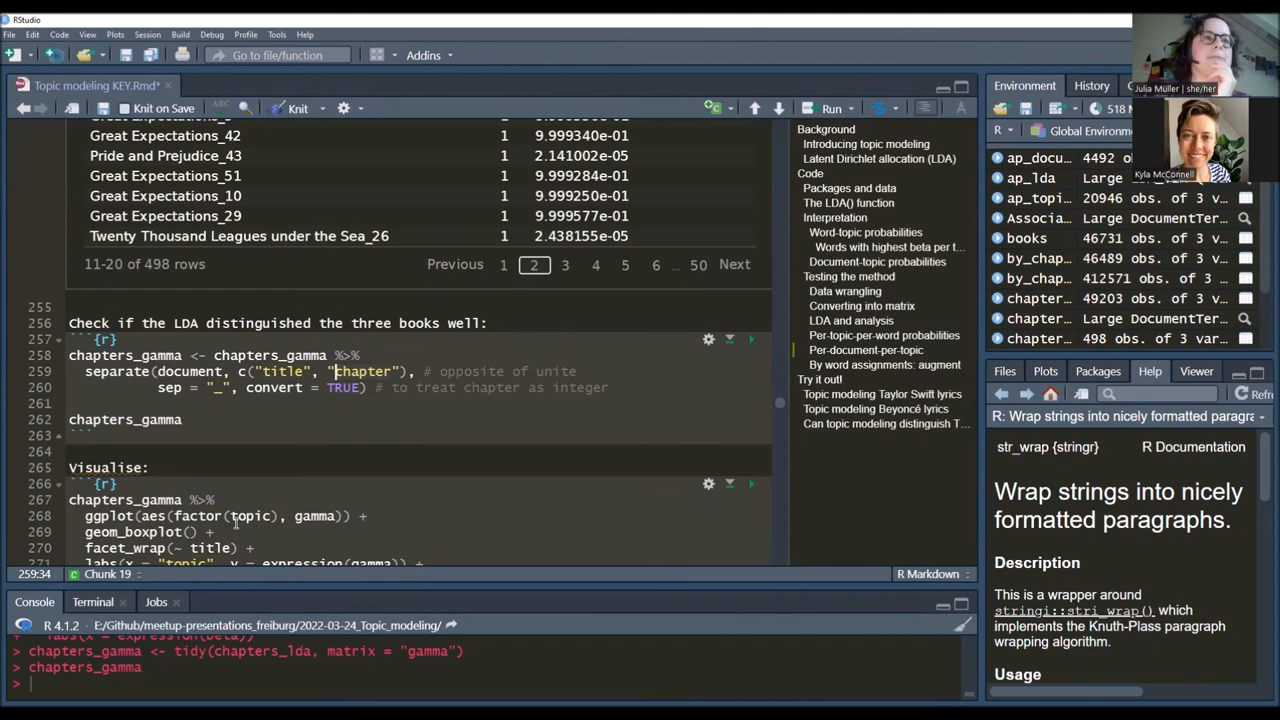 RStudio
File Edit Code View Plots Session Build Debug Profile Tools Help
Go to file/function
Addins
Topic modeling KEY.Rmd*
Knit on Save
ABC
Knit
Run
Great Expectations_42 1 9.999340e-01
Pride and Prejudice_43 1 2.141002e-05
Great Expectations_51 1 9.999284e-01
Great Expectations_10 1 9.999250e-01
Great Expectations_29 1 9.999577e-01
Twenty Thousand Leagues under the Sea_26 1 2.438155e-05
11-20 of 498 rows Previous 1 2 3 4 5 6 ... 50 Next
255
256 Check if the LDA distinguished the three books well:
257 ```{r}
258 chapters_gamma <- chapters_gamma %>%
259 separate(document, c("title", "chapter"), # opposite of unite
260 sep = "_", convert = TRUE) # to treat chapter as integer
261
262 chapters_gamma
263 ```
264
265 Visualise:
266 ```{r}
267 chapters_gamma %>%
268 ggplot(aes(factor(topic), gamma)) +
269 geom_boxplot() +
270 facet_wrap(~ title) +
271 labs(x = "topic", y = expression(gamma)) +
259:34 Chunk 19 R Markdown
Background
Introducing topic modeling
Latent Dirichlet allocation (LDA)
Code
Packages and data
The LDA() function
Interpretation
Word-topic probabilities
Words with highest beta per t...
Document-topic probabilities
Testing the method
Data wrangling
Converting into matrix
LDA and analysis
Per-topic-per-word probabilities
Per-document-per-topic
By word assignments: augment
Try it out!
Topic modeling Taylor Swift lyrics
Topic modeling Beyoncé lyrics
Can topic modeling distinguish T...
Console Terminal Jobs
R 4.1.2 E:/Github/meetup-presentations_freiburg/2022-03-24_Topic_modeling/
+ labs(x = expression(beta))
> chapters_gamma <- tidy(chapters_lda, matrix = "gamma")
> chapters_gamma
>
Environment History
518 M
R Global Environme
ap_docu... 4492 ob
ap_lda Large
ap_topi... 20946 obs. of 3 v...
Associa... Large DocumentTer...
books 46731 obs. of 3 va...
by_chap... 46489 obs. of 3 va...
by_chap... 412571 obs. of 3 ...
chapter... 49203 obs. of 3 va...
chapter... Large DocumentTer...
chapter... 498 obs. of 3 var...
Julia Müller | she/her
Kyla McConnell
Files Plots Packages Help Viewer
Refre
R: Wrap strings into nicely formatted paragra
str_wrap {stringr} R Documentation
Wrap strings into nicely
formatted paragraphs.
Description
This is a wrapper around
stringi::stri_wrap(), which
implements the Knuth-Plass paragraph
wrapping algorithm.
Usage